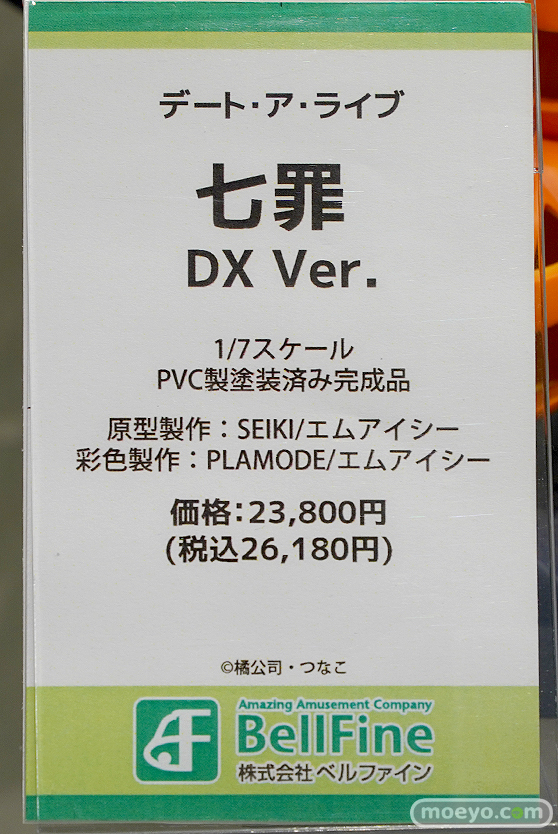 デート・ア・ライブ
七罪
DX Ver.
1/7スケール
PVC製塗装済み完成品
原型製作：SEIKI/エムアイシー
彩色製作：PLAMODE/エムアイシー
価格：23,800円
(税込26,180円)
©橘公司・つなこ
Amazing Amusement Company
BellFine
株式会社ベルファイン
moeyo.com